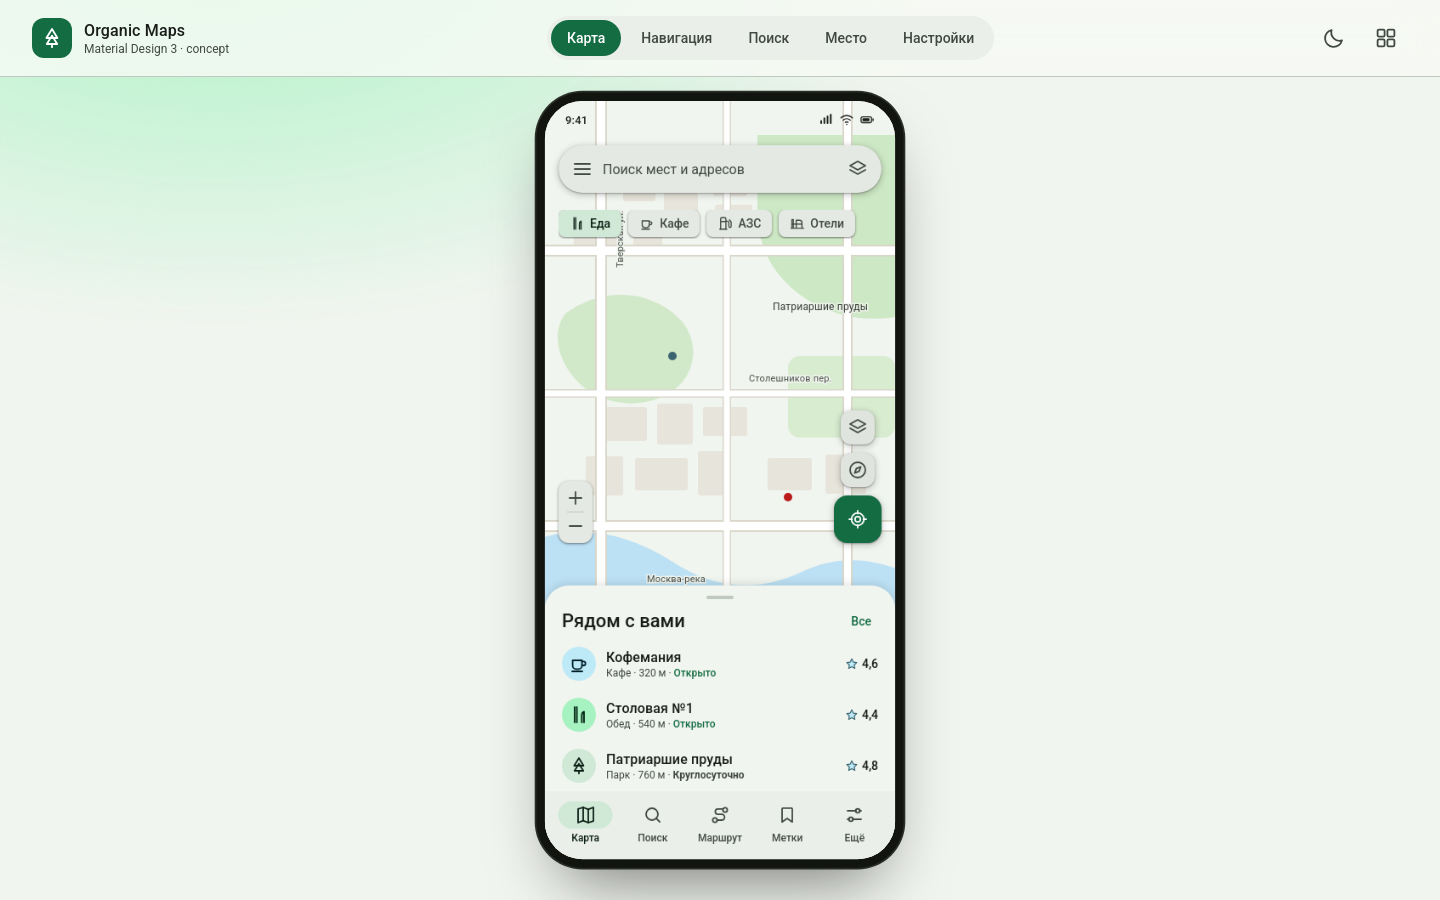 Organic Maps
Material Design 3 · concept
Карта
Навигация
Поиск
Место
Настройки
9:41
Поиск мест и адресов
Еда
Кафе
АЗС
Отели
Патриаршие пруды
Столешников пер.
Москва-река
Рядом с вами
Все
Кофемания
4,6
Кафе · 320 м · Открыто
Столовая №1
4,4
Обед · 540 м · Открыто
Патриаршие пруды
4,8
Парк · 760 м · Круглосуточно
Карта
Поиск
Маршрут
Метки
Ещё